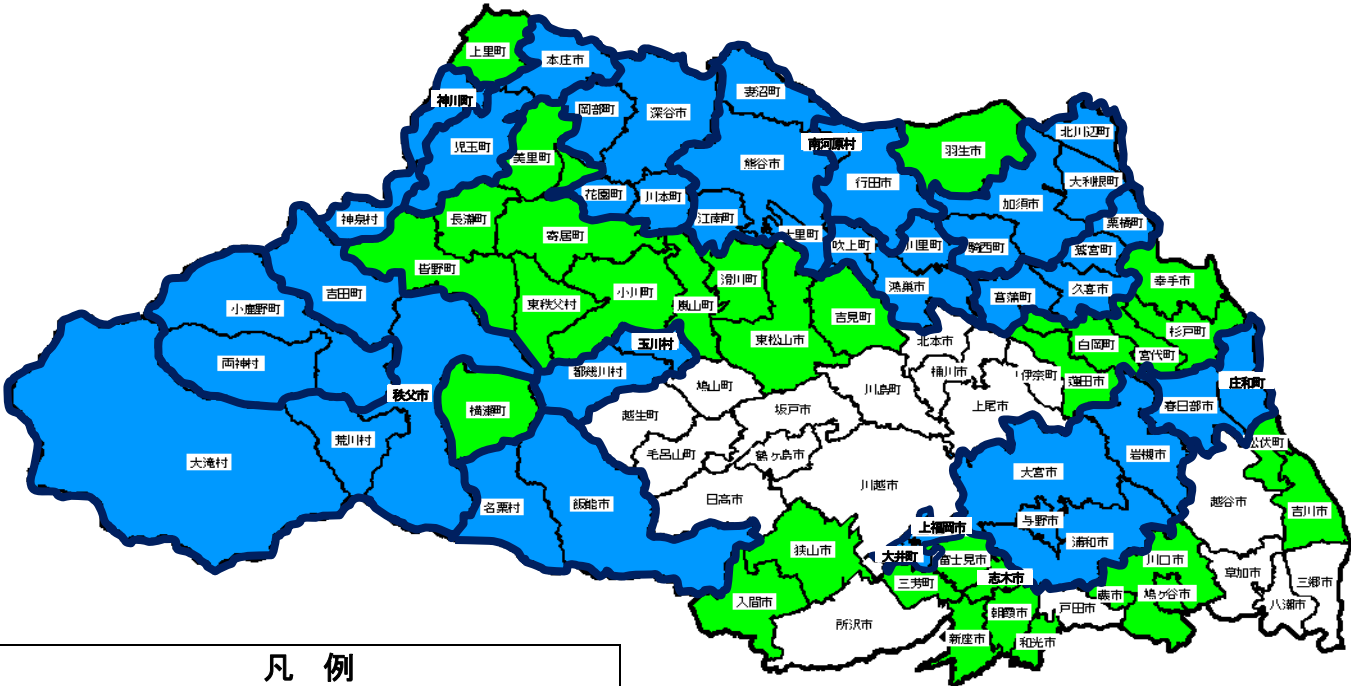 上里町
本庄市
神川町
岡部町
深谷市
妻沼町
児玉町
美里町
熊谷市
南河原村
羽生市
北川辺町
行田市
大利根町
加須市
花園町
川本町
江南町
大里町
吹上町
川里町
騎西町
栗橋町
鷲宮町
神泉村
長瀞町
寄居町
皆野町
滑川町
鴻巣市
菖蒲町
久喜市
幸手市
小鹿野町
吉田町
東秩父村
小川町
嵐山町
吉見町
東松山市
北本市
白岡町
杉戸町
宮代町
両神村
玉川村
都幾川村
桶川市
伊奈町
蓮田市
鳩山町
川島町
庄和町
秩父市
横瀬町
越生町
坂戸市
上尾市
春日部市
荒川村
大滝村
毛呂山町
鶴ヶ島市
松伏町
岩槻市
大宮市
川越市
日高市
名栗村
飯能市
越谷市
吉川市
与野市
上福岡市
浦和市
狭山市
大井町
富士見市
志木市
三芳町
川口市
草加市
三郷市
入間市
朝霞市
戸田市
蕨市
鳩ヶ谷市
八潮市
所沢市
新座市
和光市
凡 例